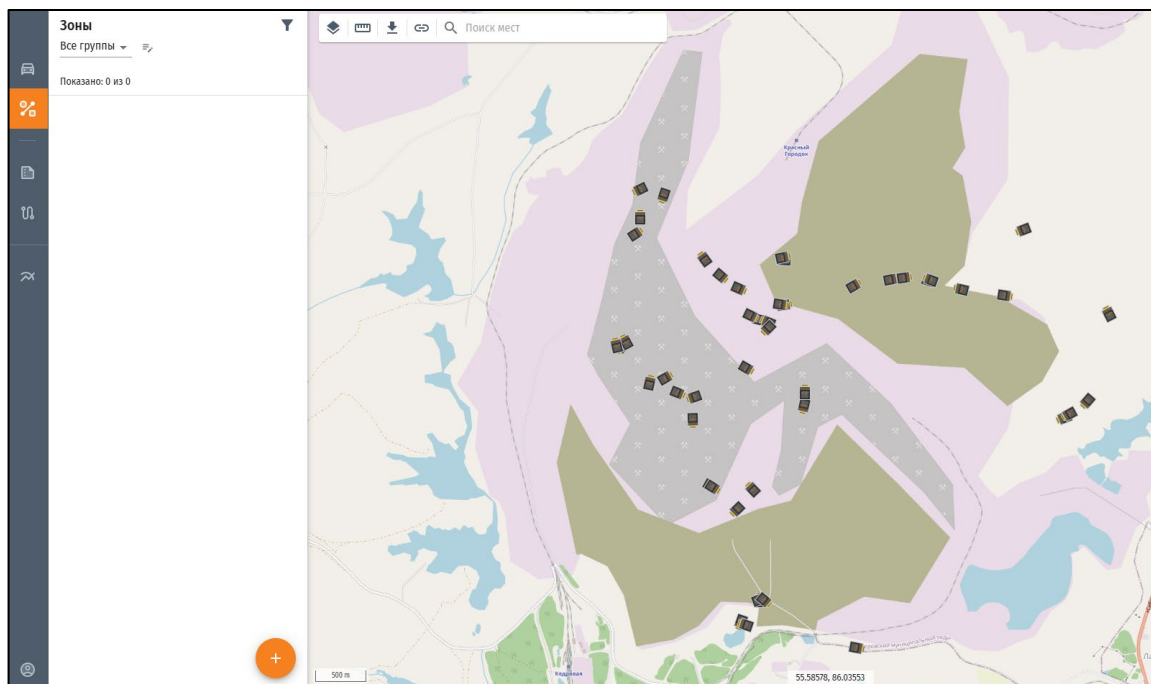 Зоны
Все группы
Показано: 0 из 0
Поиск мест
Красный
Городок
Кедровая
500 m
55.58578, 86.03553